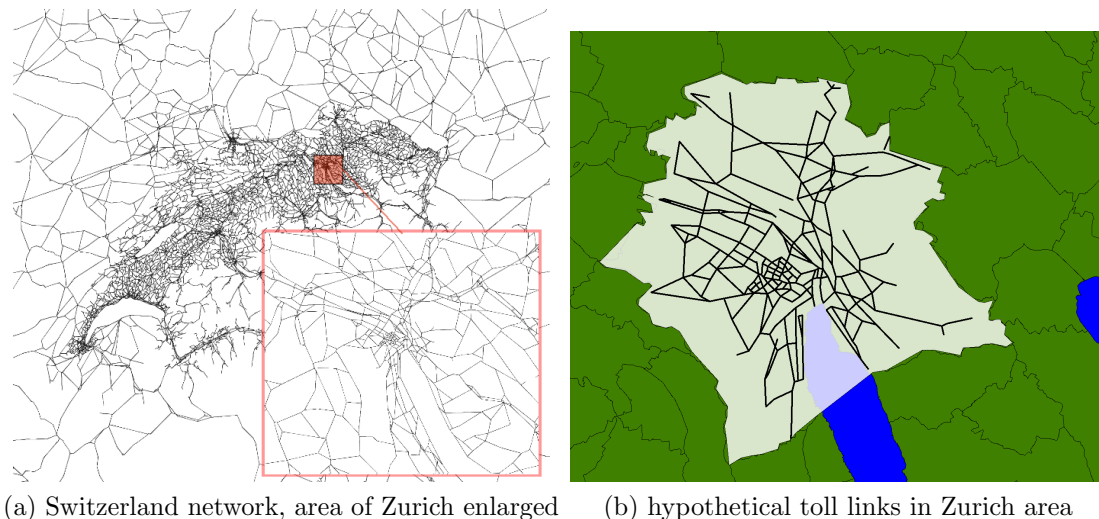 (a) Switzerland network, area of Zurich enlarged
(b) hypothetical toll links in Zurich area